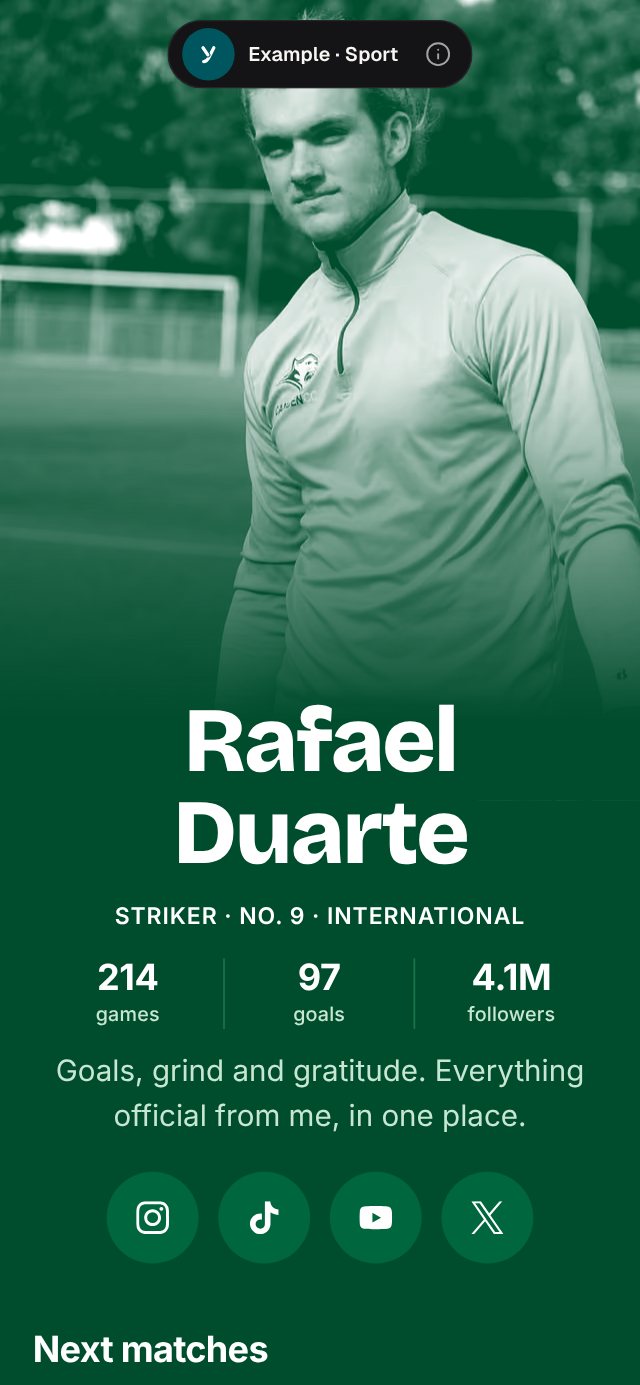 Example · Sport
Rafael
Duarte
STRIKER · NO. 9 · INTERNATIONAL
214
games
97
goals
4.1M
followers
Goals, grind and gratitude. Everything
official from me, in one place.
Next matches